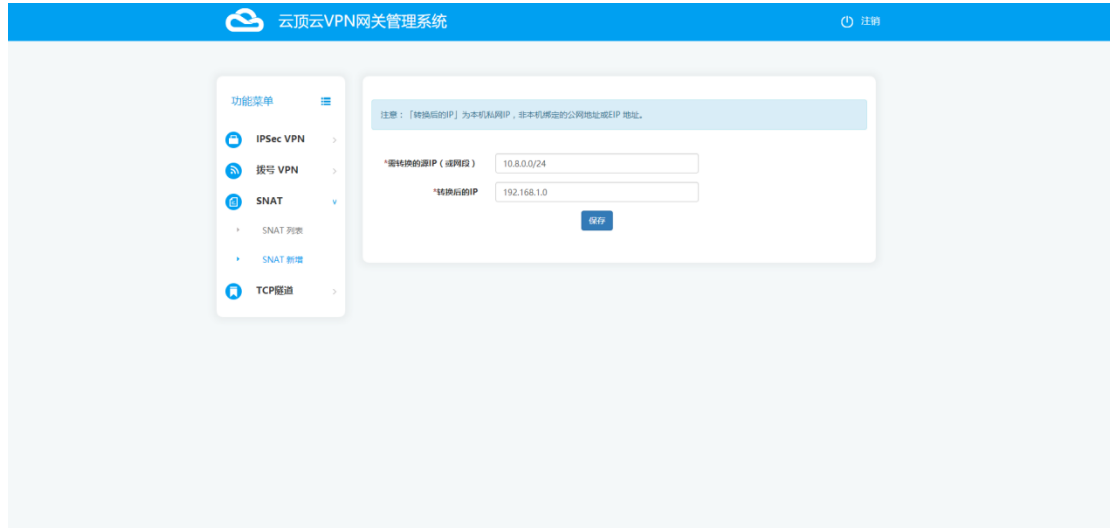 云顶云VPN网关管理系统
注销
功能菜单
IPSec VPN
拨号 VPN
SNAT
SNAT 列表
SNAT 新增
TCP隧道
注意：「转换后的IP」为本机私网IP，非本机绑定的公网地址或EIP 地址。
*需转换的源IP（或网段） 10.8.0.0/24
*转换后的IP 192.168.1.0
保存